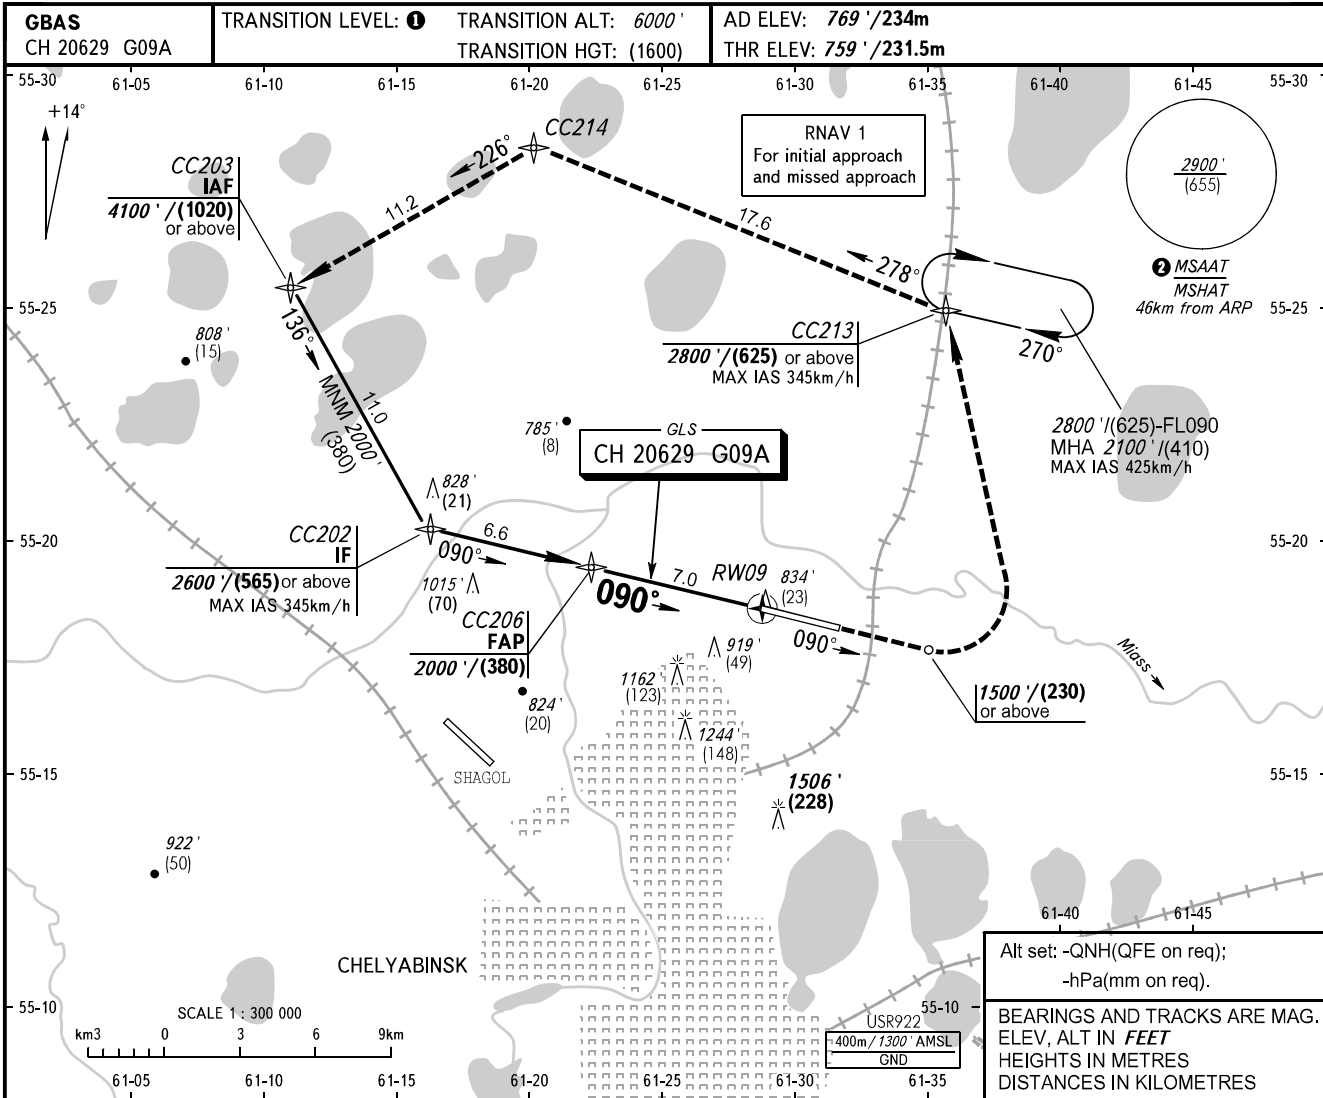 GBAS
CH 20629 G09A
TRANSITION LEVEL: ❶
TRANSITION ALT: 6000'
TRANSITION HGT: (1600)
AD ELEV: 769'/234m
THR ELEV: 759'/231.5m
55-30
61-05
61-10
61-15
61-20
61-25
61-30
61-35
61-40
61-45
55-30
+14°
CC203
IAF
4100'/(1020)
or above
226°
CC214
11.2
RNAV 1
For initial approach
and missed approach
2900'
(655)
17.6
278°
❷ MSAAT
MSHAT
46km from ARP
55-25
55-25
136°
808'
(15)
MNM 2000'
(380)
11.0
CC213
2800'/(625) or above
MAX IAS 345km/h
270°
2800'/(625)-FL090
MHA 2100'/(410)
MAX IAS 425km/h
785'
(8)
GLS
CH 20629 G09A
828'
(21)
55-20
55-20
CC202
IF
2600'/(565) or above
MAX IAS 345km/h
6.6
090°
1015'
(70)
7.0
090°
RW09
834'
(23)
CC206
FAP
2000'/(380)
090°
919'
(49)
Miass
1162'
(123)
824'
(20)
1500'/(230)
or above
1244'
(148)
SHAGOL
55-15
55-15
1506'
(228)
922'
(50)
61-40
61-45
CHELYABINSK
Alt set: -QNH(QFE on req);
-hPa(mm on req).
55-10
55-10
SCALE 1 : 300 000
km3
0
3
6
9km
USR922
400m/1300' AMSL
GND
BEARINGS AND TRACKS ARE MAG.
ELEV, ALT IN FEET
HEIGHTS IN METRES
DISTANCES IN KILOMETRES
61-05
61-10
61-15
61-20
61-25
61-30
61-35